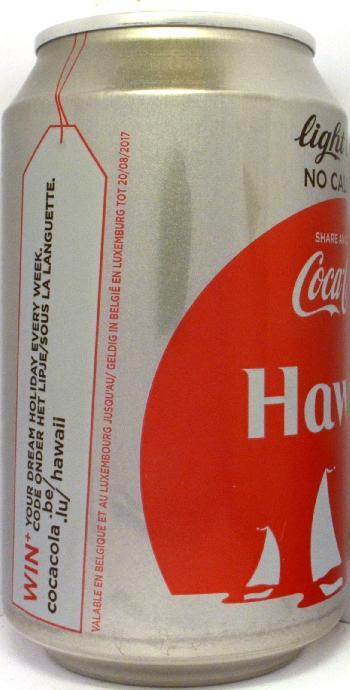 WIN+ YOUR DREAM HOLIDAY EVERY WEEK.
CODE ONDER HET LIPJE/SOUS LA LANGUETTE.
cocacola .be/hawaii
.lu/
VALABLE EN BELGIQUE ET AU LUXEMBOURG JUSQU'AU/ GELDIG IN BELGIË EN LUXEMBURG TOT 20/08/2017
light
NO CAL
SHARE AN
Coca-C
Haw